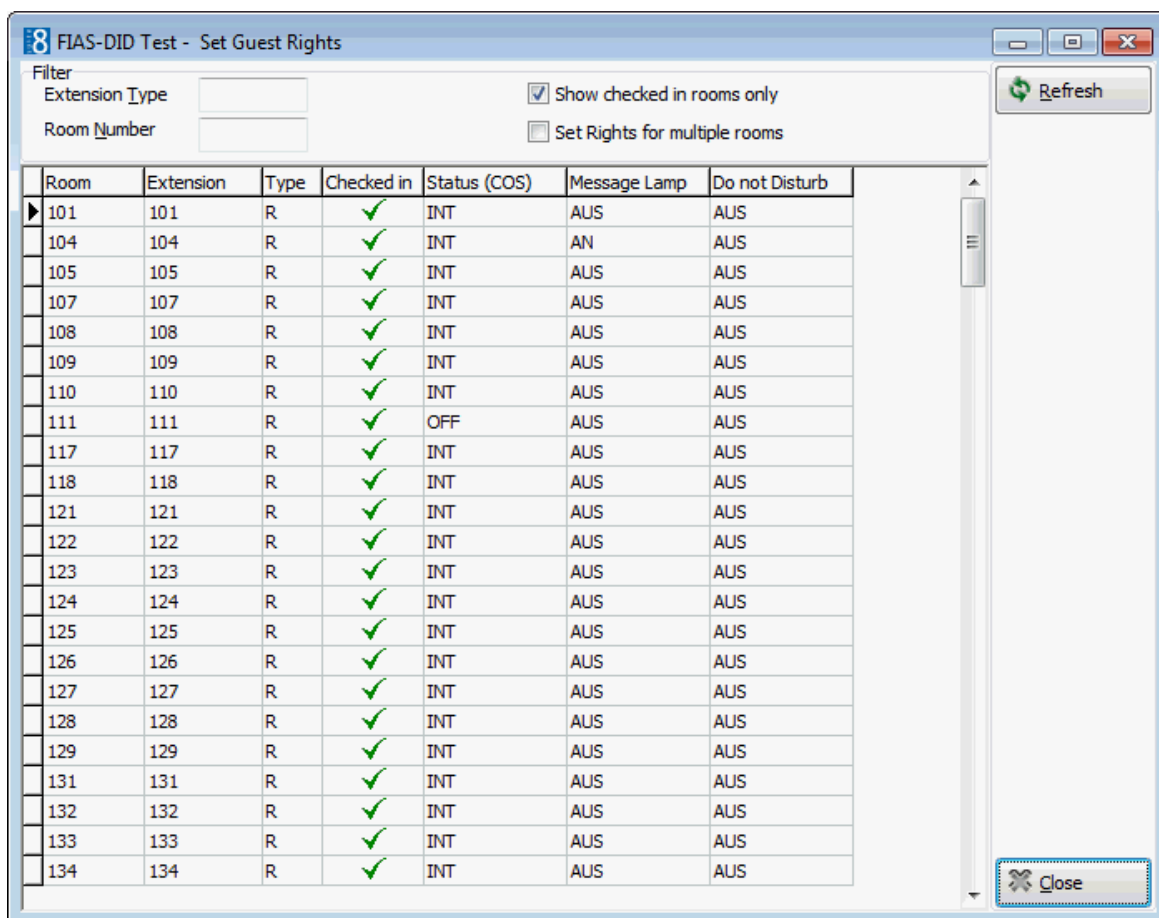 8 FIAS-DID Test - Set Guest Rights
Filter
Extension Type
Show checked in rooms only
Refresh
Room Number
Set Rights for multiple rooms
Room Extension Type Checked in Status (COS) Message Lamp Do not Disturb
101 101 R INT AUS AUS
104 104 R INT AN AUS
105 105 R INT AUS AUS
107 107 R INT AUS AUS
108 108 R INT AUS AUS
109 109 R INT AUS AUS
110 110 R INT AUS AUS
111 111 R OFF AUS AUS
117 117 R INT AUS AUS
118 118 R INT AUS AUS
121 121 R INT AUS AUS
122 122 R INT AUS AUS
123 123 R INT AUS AUS
124 124 R INT AUS AUS
125 125 R INT AUS AUS
126 126 R INT AUS AUS
127 127 R INT AUS AUS
128 128 R INT AUS AUS
129 129 R INT AUS AUS
131 131 R INT AUS AUS
132 132 R INT AUS AUS
133 133 R INT AUS AUS
134 134 R INT AUS AUS
Close